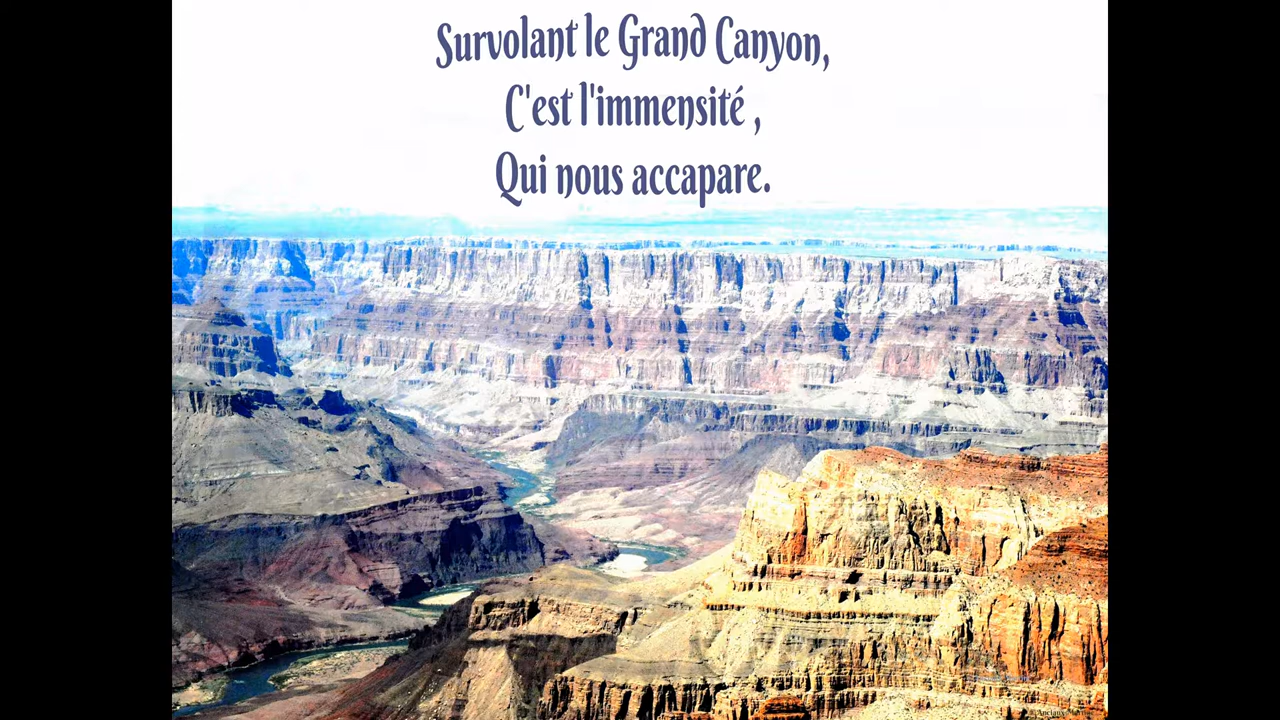 Survolant le Grand Canyon,
C'est l'immensité ,
Qui nous accapare.